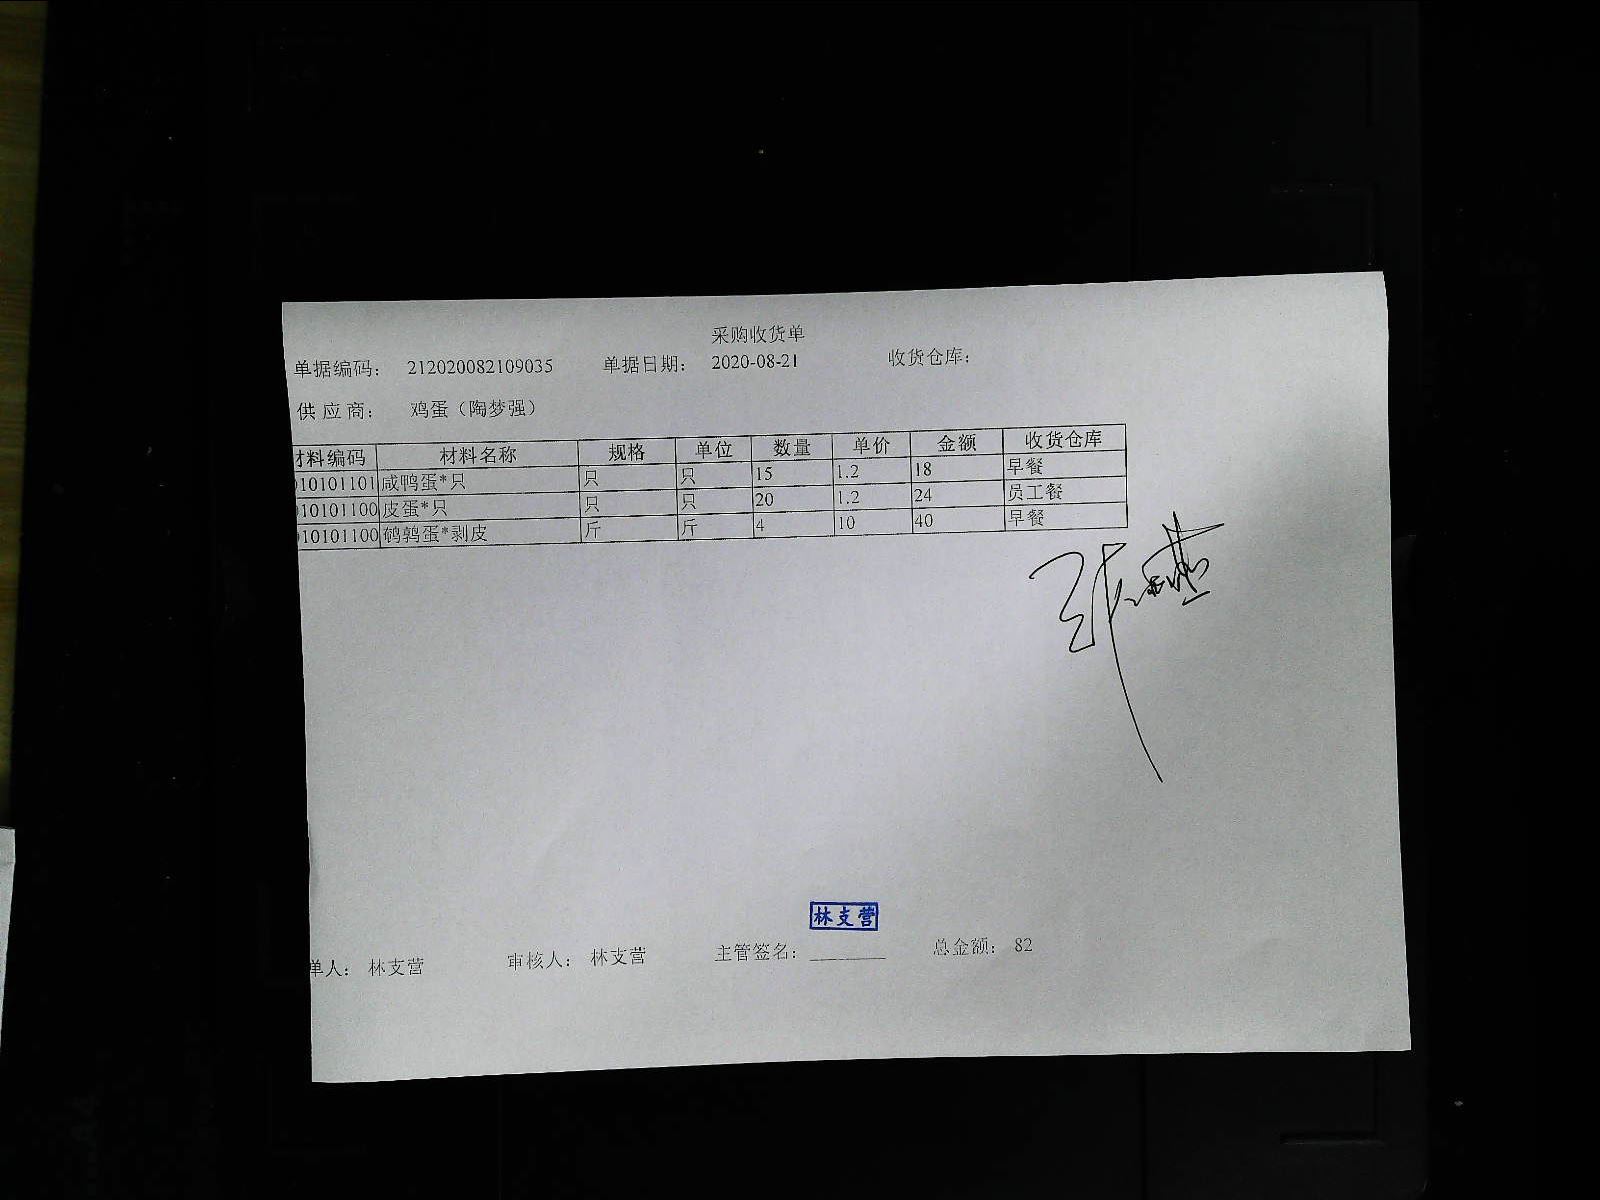 采购收货单
单据编码： 212020082109035 单据日期： 2020-08-21 收货仓库：
供应商： 鸡蛋（陶梦强）
材料编码 材料名称 规格 单位 数量 单价 金额 收货仓库
010101101 咸鸭蛋*只 只 只 15 1.2 18 早餐
010101100 皮蛋*只 只 只 20 1.2 24 员工餐
010101100 鹌鹑蛋*剥皮 斤 斤 4 10 40 早餐
林支营
单人： 林支营 审核人： 林支营 主管签名：________ 总金额： 82